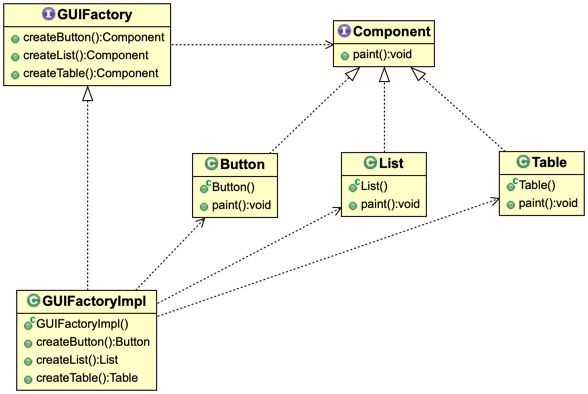 GUIFactory
createButton():Component
createList():Component
createTable():Component
Component
paint():void
Button
Button()
paint():void
List
List()
paint():void
Table
Table()
paint():void
GUIFactoryImpl
GUIFactoryImpl()
createButton():Button
createList():List
createTable():Table